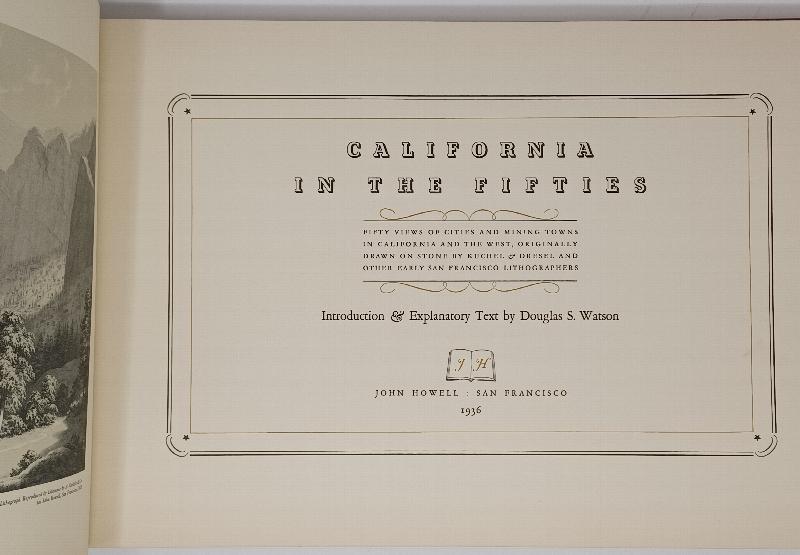 CALIFORNIA
IN THE FIFTIES
FIFTY VIEWS OF CITIES AND MINING TOWNS
IN CALIFORNIA AND THE WEST, ORIGINALLY
DRAWN ON STONE BY KUCHEL & DRESEL AND
OTHER EARLY SAN FRANCISCO LITHOGRAPHERS
Introduction & Explanatory Text by Douglas S. Watson
J H
JOHN HOWELL : SAN FRANCISCO
1936